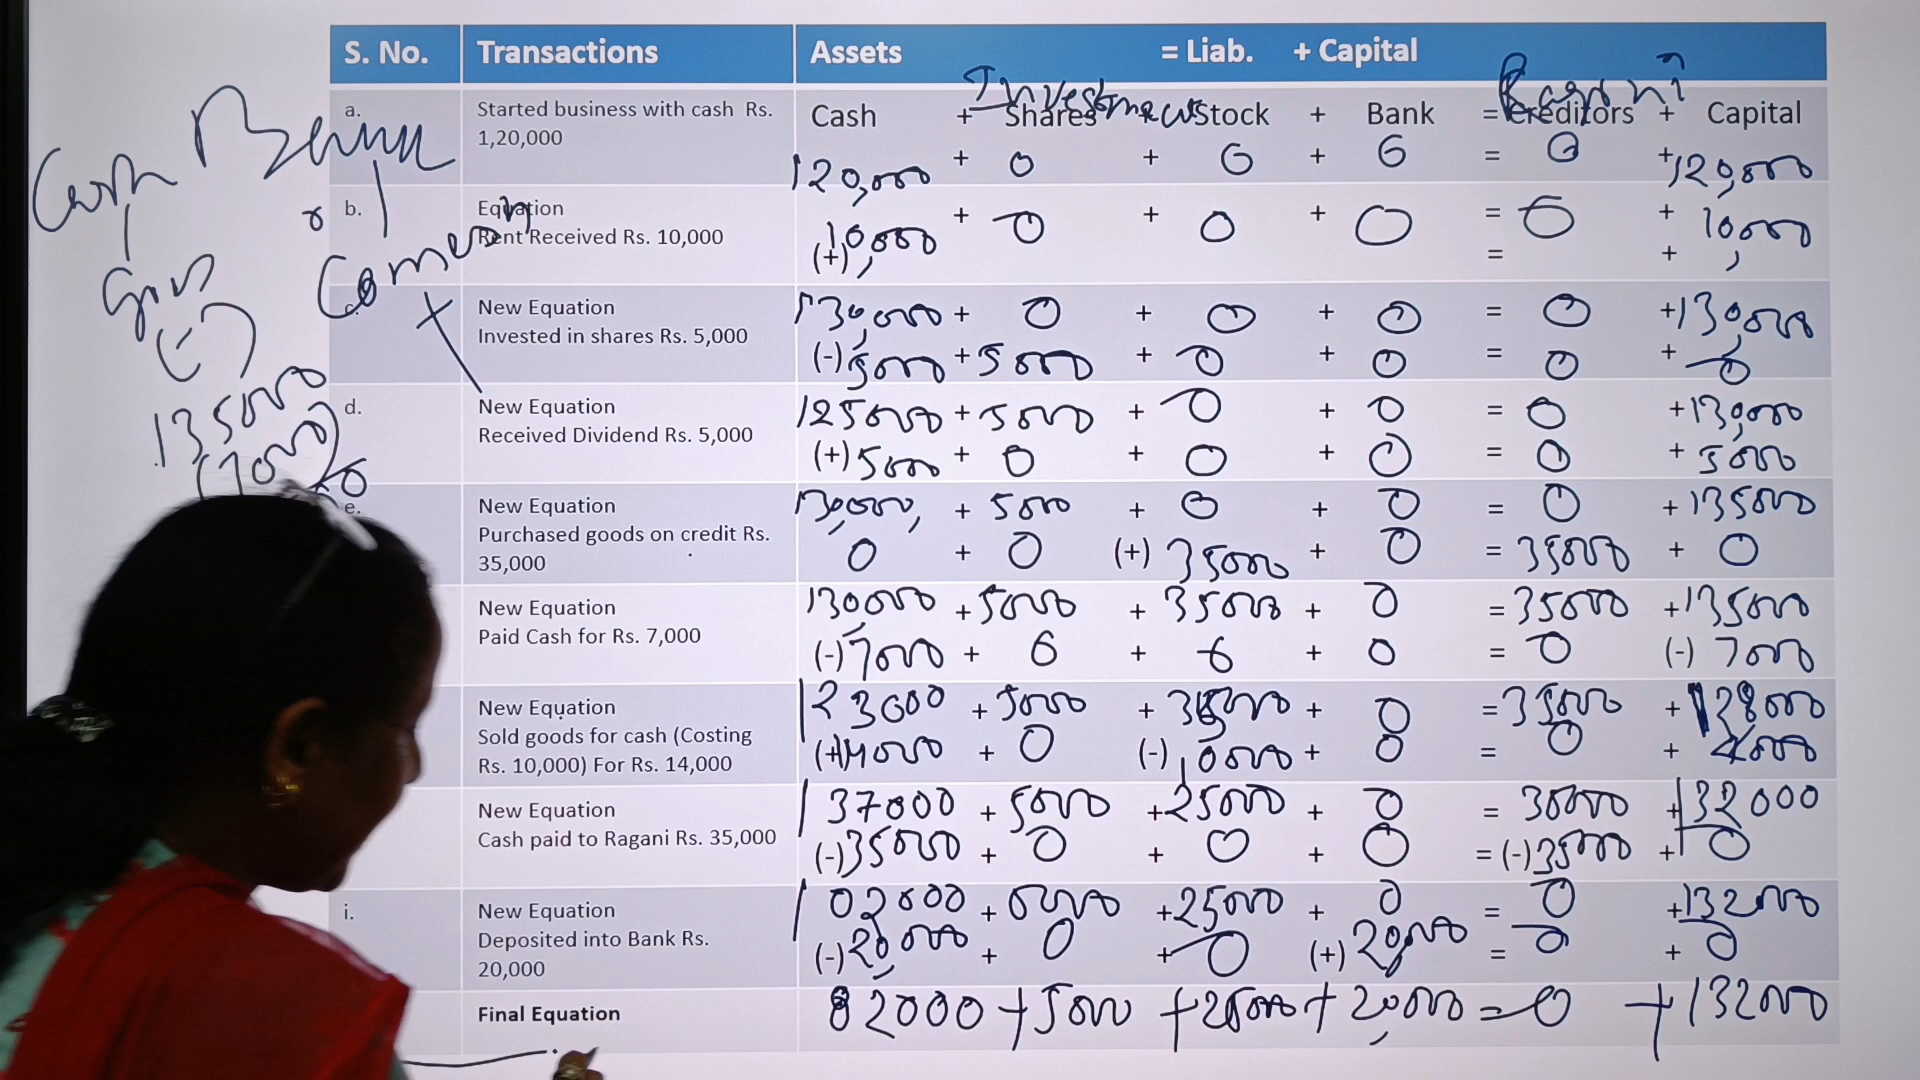 S. No. Transactions Assets = Liab. + Capital
Investment Ragani
a. Started business with cash Rs. 1,20,000 Cash + Shares + Stock + Bank = Creditors + Capital
120,000 + 0 + 0 + 0 = 0 + 120,000
b. Equation + 0 + 0 + 0 = 0 + 10,000
Rent Received Rs. 10,000 (+) 10,000 = +
c. New Equation 130,000 + 0 + 0 + 0 = 0 + 130,000
Invested in shares Rs. 5,000 (-) 5000 + 5000 + 0 + 0 = 0 + 0
d. New Equation 125000 + 5000 + 0 + 0 = 0 + 130,000
Received Dividend Rs. 5,000 (+) 5000 + 0 + 0 + 0 = 0 + 5000
e. New Equation 130,000, + 5000 + 0 + 0 = 0 + 135000
Purchased goods on credit Rs. 35,000 0 + 0 (+) 35000 + 0 = 35000 + 0
New Equation 130000 + 5000 + 35000 + 0 = 35000 + 135000
Paid Cash for Rs. 7,000 (-) 7000 + 0 + 0 + 0 = 0 (-) 7000
New Equation 123000 + 5000 + 35000 + 0 = 35000 + 128000
Sold goods for cash (Costing Rs. 10,000) For Rs. 14,000 (+) 14000 + 0 (-) 10000 + 0 = 0 + 4000
New Equation 137000 + 5000 + 25000 + 0 = 35000 + 132000
Cash paid to Ragani Rs. 35,000 (-) 35000 + 0 + 0 + 0 = (-) 35000 + 0
i. New Equation 102000 + 5000 + 25000 + 0 = 0 + 132000
Deposited into Bank Rs. 20,000 (-) 20,000 + 0 + 0 (+) 20,000 = 0 + 0
Final Equation 82000 + 5000 + 25000 + 20,000 = 0 + 132000
Cash
Goes
(-)
135000
(7000)